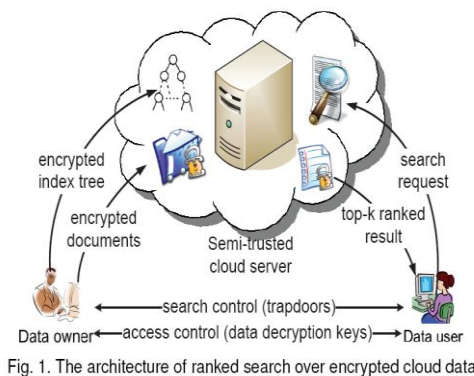 encrypted
index tree
encrypted
documents
Semi-trusted
cloud server
search
request
top-k ranked
result
search control (trapdoors)
access control (data decryption keys)
Data owner
Data user
Fig. 1. The architecture of ranked search over encrypted cloud data